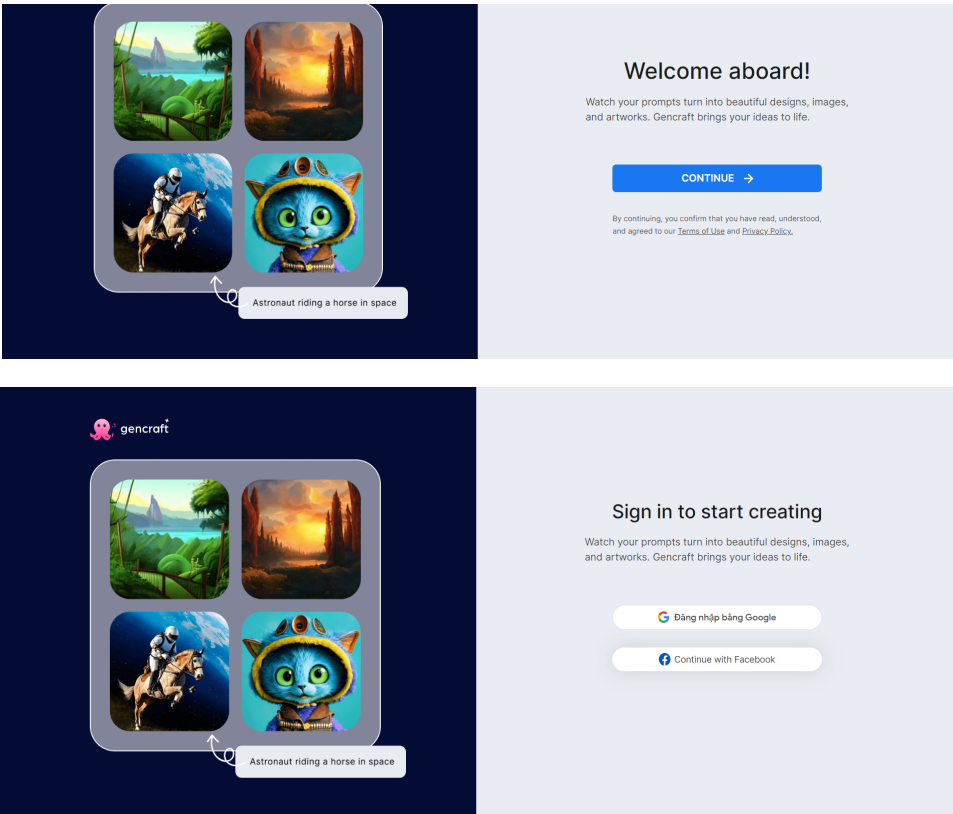 Welcome aboard!
Watch your prompts turn into beautiful designs, images,
and artworks. Gencraft brings your ideas to life.
CONTINUE
By continuing, you confirm that you have read, understood,
and agreed to our Terms of Use and Privacy Policy.
Astronaut riding a horse in space
gencraft
Sign in to start creating
Watch your prompts turn into beautiful designs, images,
and artworks. Gencraft brings your ideas to life.
Đăng nhập bằng Google
Continue with Facebook
Astronaut riding a horse in space